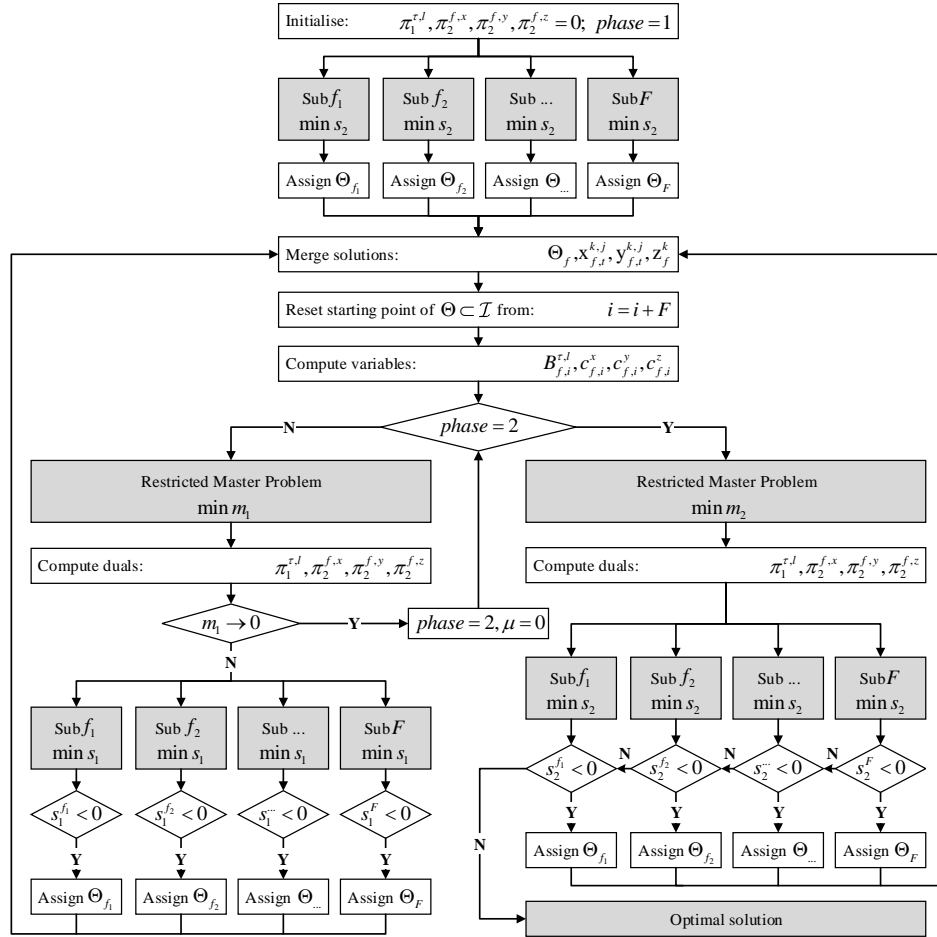 Initialise: π₁^{τ,l}, π₂^{f,x}, π₂^{f,y}, π₂^{f,z} = 0; phase = 1
Sub f₁ Sub f₂ Sub ... Sub F
min s₂ min s₂ min s₂ min s₂
Assign Θ_{f₁} Assign Θ_{f₂} Assign Θ_{...} Assign Θ_F
Merge solutions: Θ_f, x_{f,t}^{k,j}, y_{f,t}^{k,j}, z_f^k
Reset starting point of Θ ⊂ ℐ from: i = i + F
Compute variables: B_{f,i}^{τ,l}, c_{f,i}^x, c_{f,i}^y, c_{f,i}^z
phase = 2
N Y
Restricted Master Problem
min m₁
Compute duals: π₁^{τ,l}, π₂^{f,x}, π₂^{f,y}, π₂^{f,z}
m₁ → 0 Y phase = 2, μ = 0
N
Sub f₁ Sub f₂ Sub ... Sub F
min s₁ min s₁ min s₁ min s₁
s₁^{f₁} < 0 s₁^{f₂} < 0 s₁^{...} < 0 s₁^F < 0
Y Y Y Y
Assign Θ_{f₁} Assign Θ_{f₂} Assign Θ_{...} Assign Θ_F
Restricted Master Problem
min m₂
Compute duals: π₁^{τ,l}, π₂^{f,x}, π₂^{f,y}, π₂^{f,z}
Sub f₁ Sub f₂ Sub ... Sub F
min s₂ min s₂ min s₂ min s₂
s₂^{f₁} < 0 N s₂^{f₂} < 0 N s₂^{...} < 0 N s₂^F < 0
Y Y Y Y
N
Assign Θ_{f₁} Assign Θ_{f₂} Assign Θ_{...} Assign Θ_F
Optimal solution